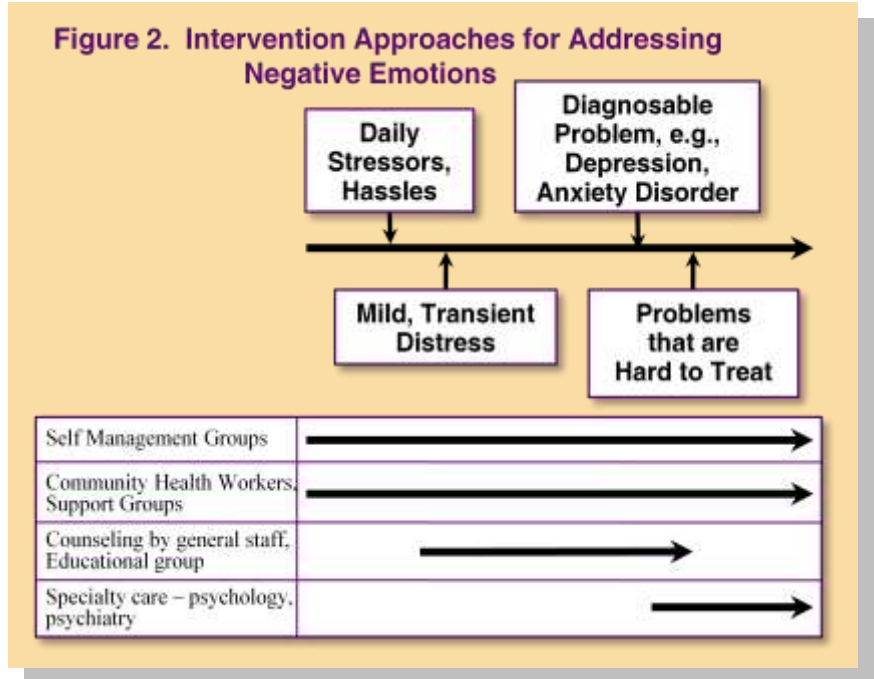 Figure 2.  Intervention Approaches for Addressing
Negative Emotions
Daily
Stressors,
Hassles
Diagnosable
Problem, e.g.,
Depression,
Anxiety Disorder
Mild, Transient
Distress
Problems
that are
Hard to Treat
Self Management Groups
Community Health Workers,
Support Groups
Counseling by general staff,
Educational group
Specialty care – psychology,
psychiatry